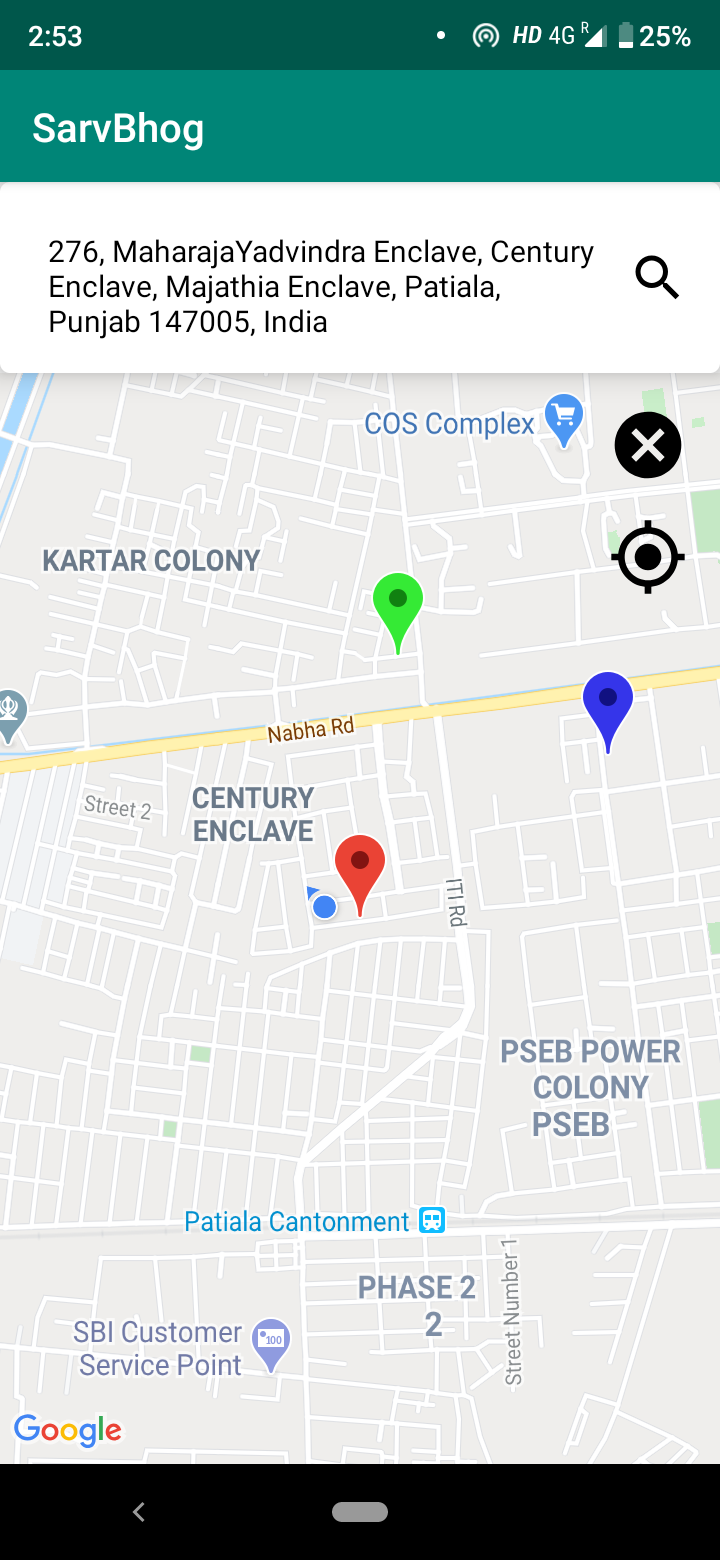 2:53
HD 4G R 25%
SarvBhog
276, MaharajaYadvindra Enclave, Century
Enclave, Majathia Enclave, Patiala,
Punjab 147005, India
COS Complex
KARTAR COLONY
Nabha Rd
Street 2
CENTURY
ENCLAVE
ITI Rd
PSEB POWER
COLONY
PSEB
Patiala Cantonment
PHASE 2
2
Street Number 1
SBI Customer
Service Point
100
Google